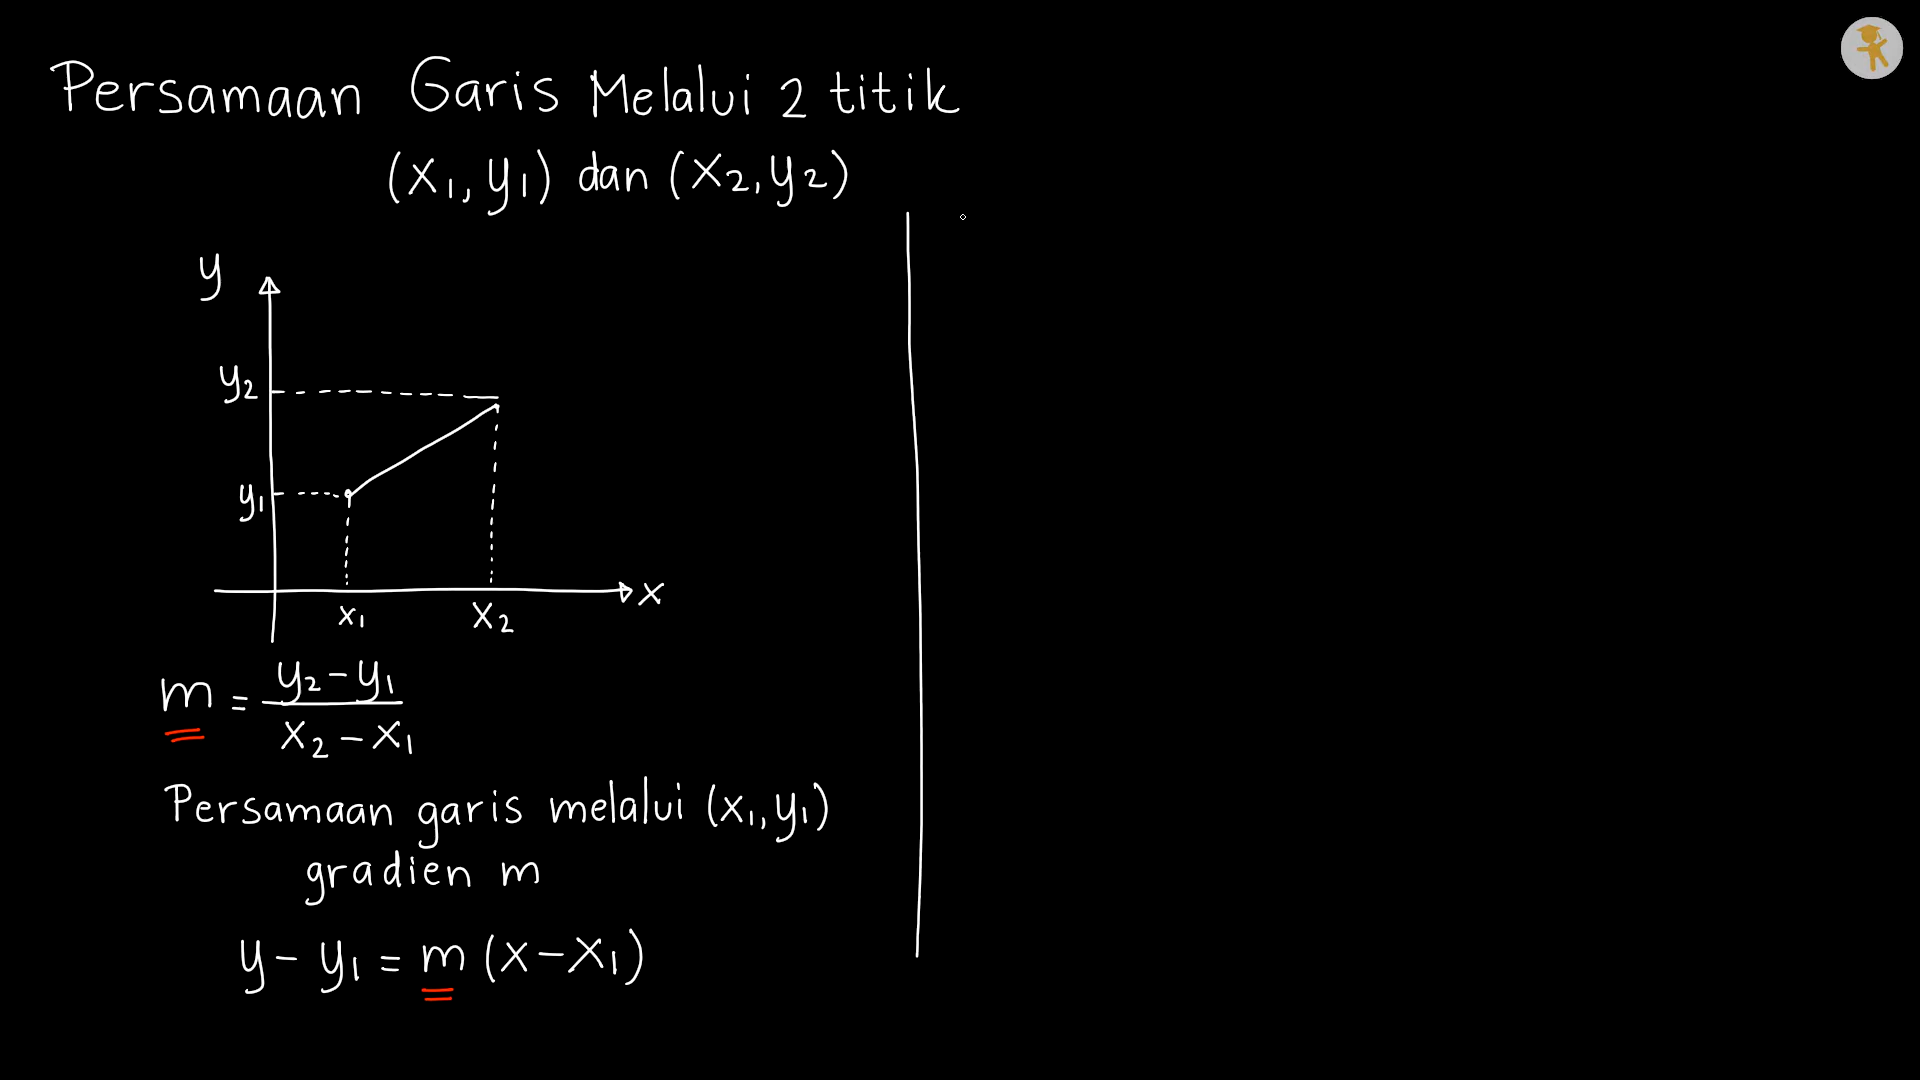 Persamaan Garis Melalui 2 titik
(x₁, y₁) dan (x₂, y₂)
y
y₂
y₁
x
x₁ x₂
m = (y₂ - y₁) / (x₂ - x₁)
Persamaan garis melalui (x₁, y₁)
gradien m
y - y₁ = m (x - x₁)